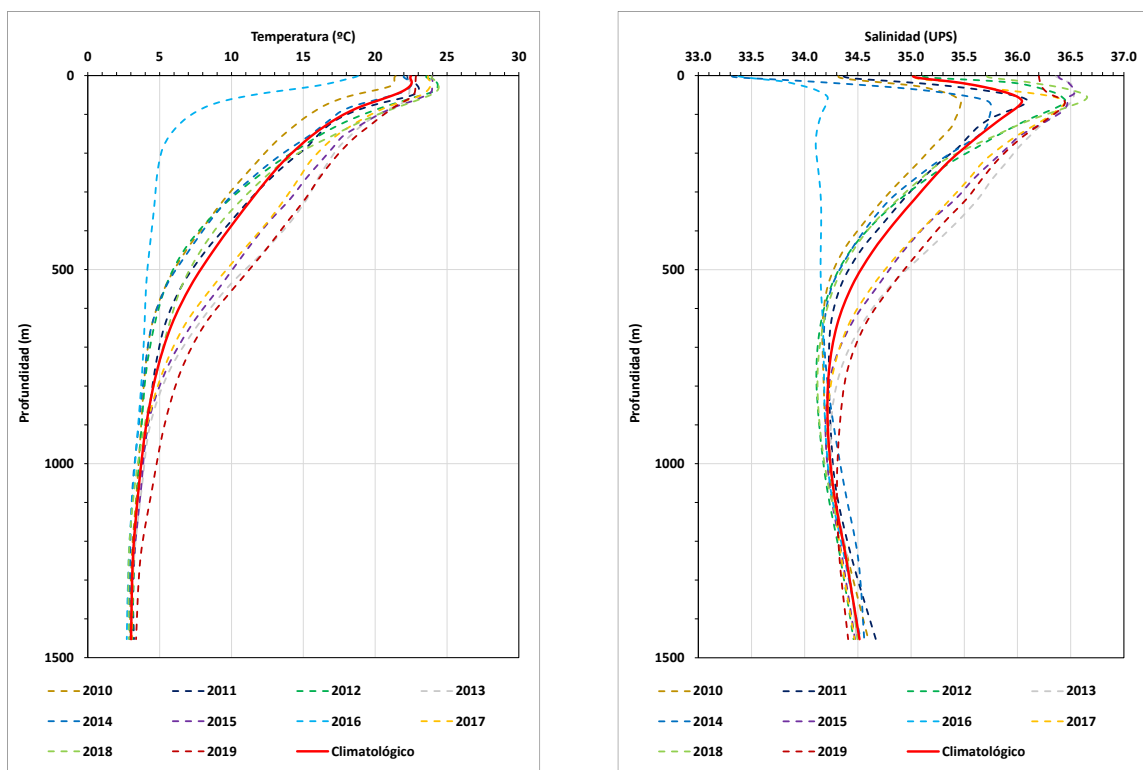 Temperatura (ºC)
0 5 10 15 20 25 30
0
500
1000
1500
Profundidad (m)
2010 2011 2012 2013
2014 2015 2016 2017
2018 2019 Climatológico
Salinidad (UPS)
33.0 33.5 34.0 34.5 35.0 35.5 36.0 36.5 37.0
0
500
1000
1500
Profundidad (m)
2010 2011 2012 2013
2014 2015 2016 2017
2018 2019 Climatológico